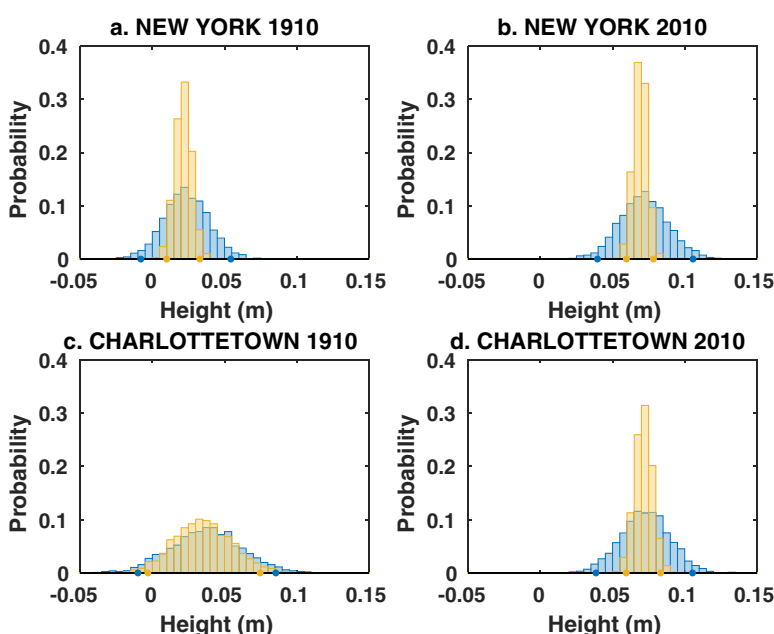 a. NEW YORK 1910
0.4
0.3
0.2
0.1
0
Probability
-0.05 0 0.05 0.1 0.15
Height (m)
b. NEW YORK 2010
0.4
0.3
0.2
0.1
0
Probability
-0.05 0 0.05 0.1 0.15
Height (m)
c. CHARLOTTETOWN 1910
0.4
0.3
0.2
0.1
0
Probability
-0.05 0 0.05 0.1 0.15
Height (m)
d. CHARLOTTETOWN 2010
0.4
0.3
0.2
0.1
0
Probability
-0.05 0 0.05 0.1 0.15
Height (m)